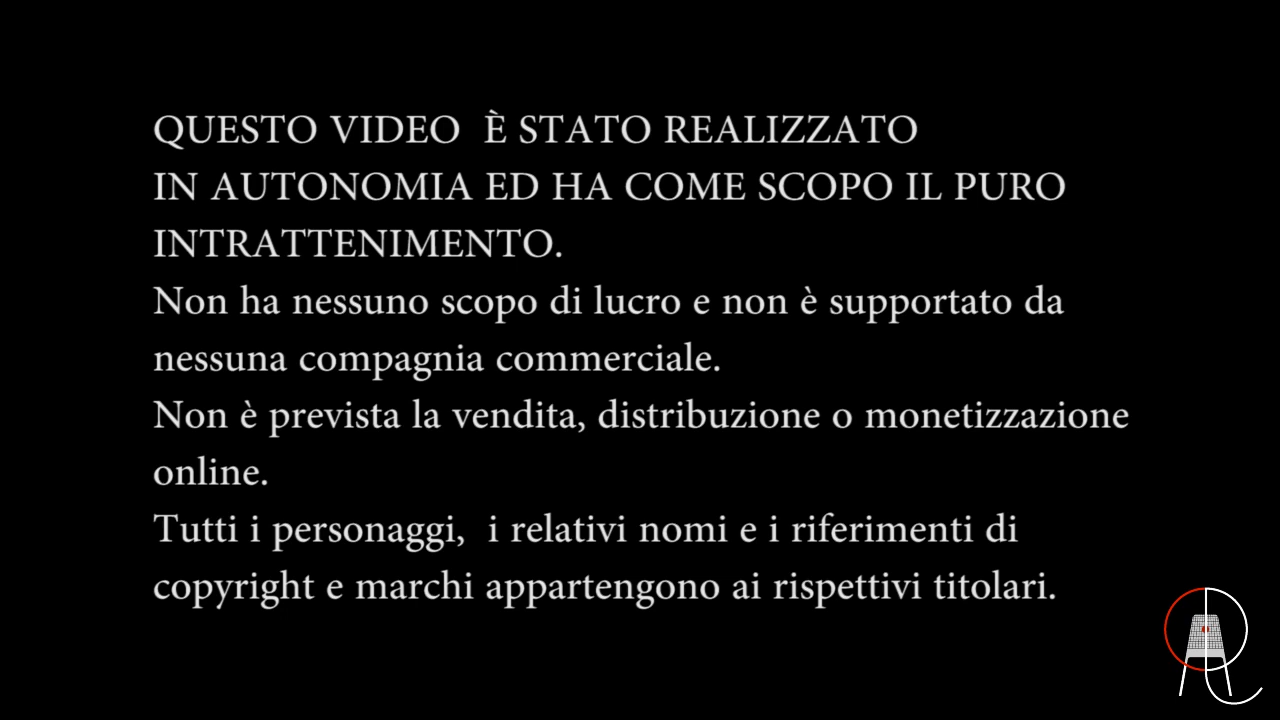 QUESTO VIDEO È STATO REALIZZATO
IN AUTONOMIA ED HA COME SCOPO IL PURO
INTRATTENIMENTO.
Non ha nessuno scopo di lucro e non è supportato da
nessuna compagnia commerciale.
Non è prevista la vendita, distribuzione o monetizzazione
online.
Tutti i personaggi, i relativi nomi e i riferimenti di
copyright e marchi appartengono ai rispettivi titolari.